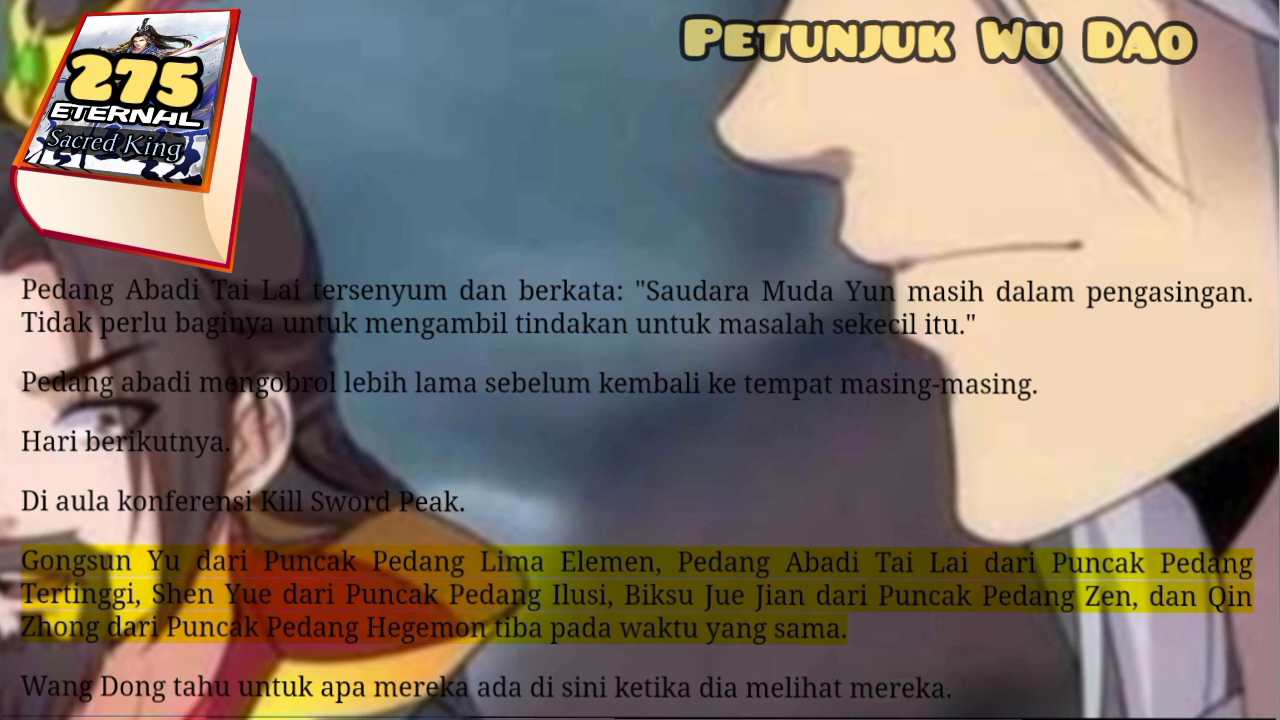 275
ETERNAL
Sacred King
Petunjuk Wu Dao
Pedang Abadi Tai Lai tersenyum dan berkata: "Saudara Muda Yun masih dalam pengasingan.
Tidak perlu baginya untuk mengambil tindakan untuk masalah sekecil itu."
Pedang abadi mengobrol lebih lama sebelum kembali ke tempat masing-masing.
Hari berikutnya.
Di aula konferensi Kill Sword Peak.
Gongsun Yu dari Puncak Pedang Lima Elemen, Pedang Abadi Tai Lai dari Puncak Pedang
Tertinggi, Shen Yue dari Puncak Pedang Ilusi, Biksu Jue Jian dari Puncak Pedang Zen, dan Qin
Zhong dari Puncak Pedang Hegemon tiba pada waktu yang sama.
Wang Dong tahu untuk apa mereka ada di sini ketika dia melihat mereka.